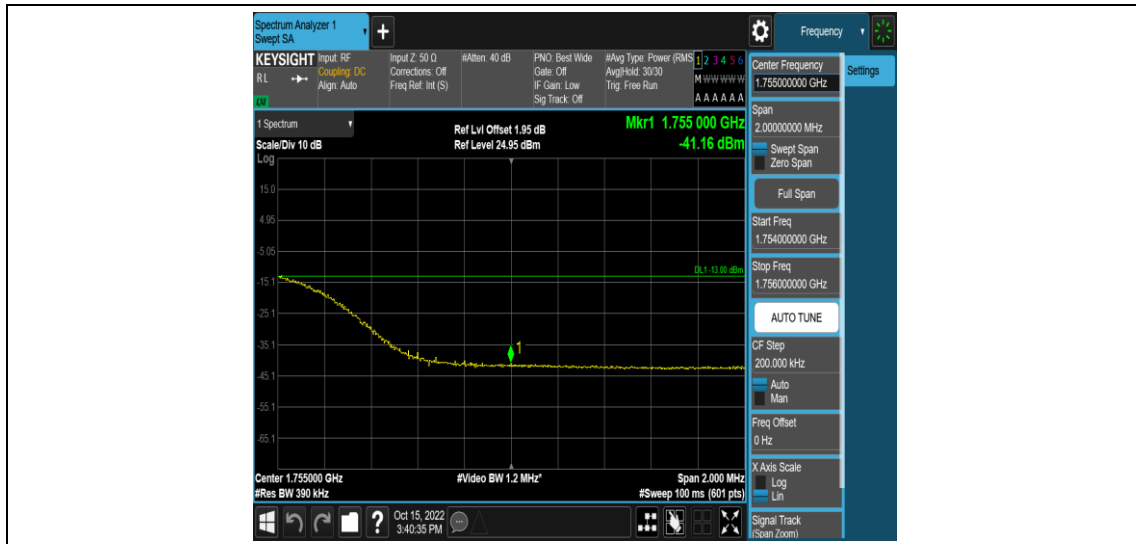 Spectrum Analyzer 1
Swept SA
+
Frequency
KEYSIGHT
RL
LXI
Input: RF
Coupling: DC
Align: Auto
Input Z: 50 Ω
Corrections: Off
Freq Ref: Int (S)
#Atten: 40 dB
PNO: Best Wide
Gate: Off
IF Gain: Low
Sig Track: Off
#Avg Type: Power (RMS
Avg|Hold: 30/30
Trig: Free Run
1 2 3 4 5 6
M W W W W W
A A A A A A
1 Spectrum
Scale/Div 10 dB
Ref Lvl Offset 1.95 dB
Ref Level 24.95 dBm
Mkr1 1.755 000 GHz
-41.16 dBm
Log
15.0
4.95
-5.05
-15.1
-25.1
-35.1
-45.1
-55.1
-65.1
DL1 -13.00 dBm
1
Center 1.755000 GHz
#Res BW 390 kHz
#Video BW 1.2 MHz*
Span 2.000 MHz
#Sweep 100 ms (601 pts)
?
Oct 15, 2022
3:40:35 PM
Center Frequency
1.755000000 GHz
Span
2.00000000 MHz
Swept Span
Zero Span
Full Span
Start Freq
1.754000000 GHz
Stop Freq
1.756000000 GHz
AUTO TUNE
CF Step
200.000 kHz
Auto
Man
Freq Offset
0 Hz
X Axis Scale
Log
Lin
Signal Track
(Span Zoom)
Settings